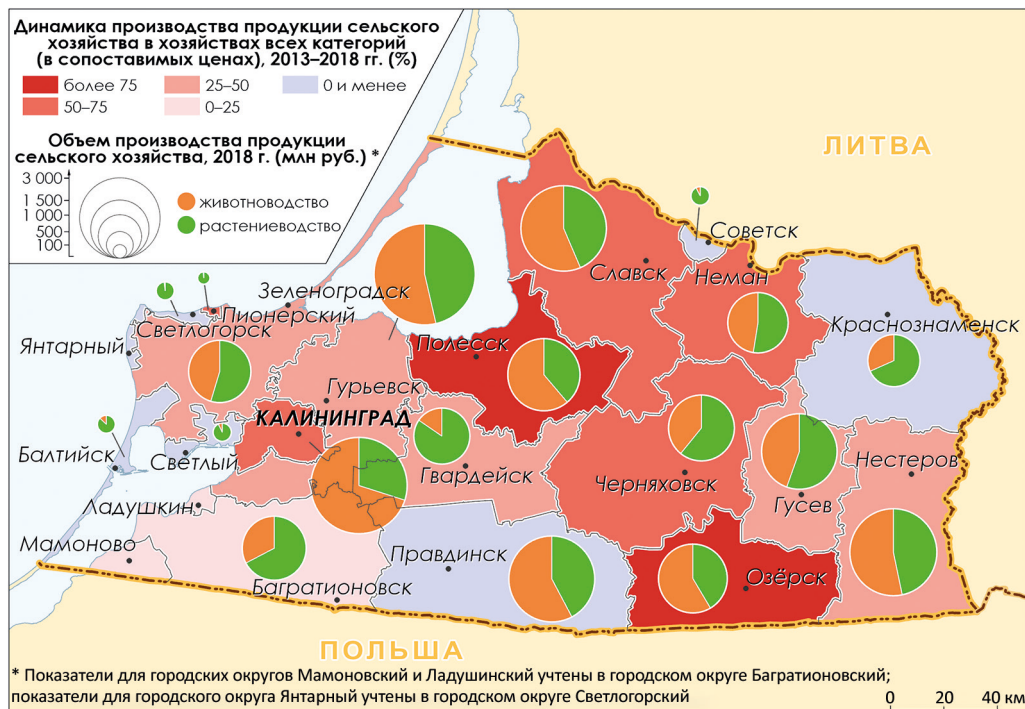 Динамика производства продукции сельского
хозяйства в хозяйствах всех категорий
(в сопоставимых ценах), 2013–2018 гг. (%)
более 75
25–50
0 и менее
50–75
0–25
Объем производства продукции
сельского хозяйства, 2018 г. (млн руб.) *
3 000
1 500
1 000
500
100
животноводство
растениеводство
ЛИТВА
Советск
Славск
Неман
Краснознаменск
Зеленоградск
Пионерский
Светлогорск
Янтарный
Полесск
Гурьевск
КАЛИНИНГРАД
Балтийск
Светлый
Гвардейск
Черняховск
Гусев
Нестеров
Ладушкин
Мамоново
Правдинск
Озёрск
Багратионовск
ПОЛЬША
* Показатели для городских округов Мамоновский и Ладушинский учтены в городском округе Багратионовский;
показатели для городского округа Янтарный учтены в городском округе Светлогорский
0 20 40 км